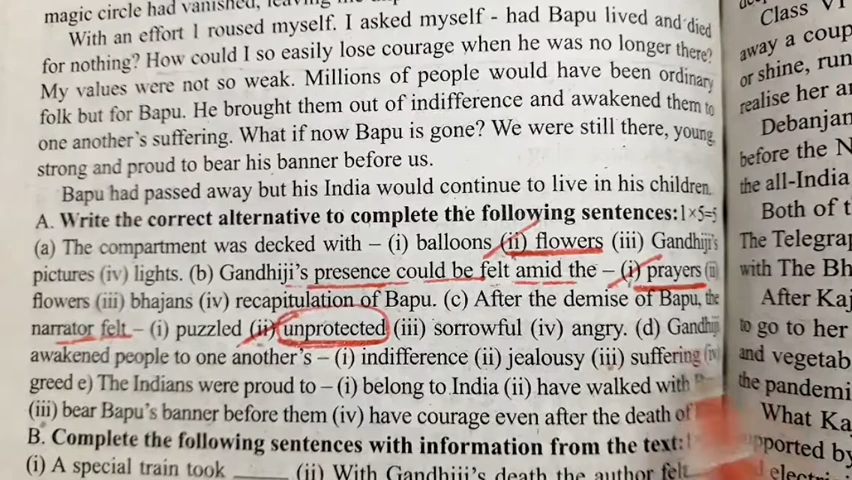 magic circle had vanished,
With an effort I roused myself. I asked myself - had Bapu lived and died
for nothing? How could I so easily lose courage when he was no longer there?
My values were not so weak. Millions of people would have been ordinary
folk but for Bapu. He brought them out of indifference and awakened them to
one another's suffering. What if now Bapu is gone? We were still there, young,
strong and proud to bear his banner before us.
Bapu had passed away but his India would continue to live in his children.
A. Write the correct alternative to complete the following sentences: 1×5=5
(a) The compartment was decked with – (i) balloons (ii) flowers (iii) Gandhiji's
pictures (iv) lights. (b) Gandhiji's presence could be felt amid the – (i) prayers (ii)
flowers (iii) bhajans (iv) recapitulation of Bapu. (c) After the demise of Bapu, the
narrator felt – (i) puzzled (ii) unprotected (iii) sorrowful (iv) angry. (d) Gandhiji
awakened people to one another's – (i) indifference (ii) jealousy (iii) suffering (iv)
greed e) The Indians were proud to – (i) belong to India (ii) have walked with
(iii) bear Bapu's banner before them (iv) have courage even after the death of
B. Complete the following sentences with information from the text:
(i) A special train took ____ (ii) With Gandhiji's death the author felt
Class VI
away a coup
or shine, run
realise her
Debanjan
before the N
the all-India
Both of t
The Telegrap
with The Bh
After Kaj
to go to her
and vegetab
the pandemi
What Ka
pported by
electri